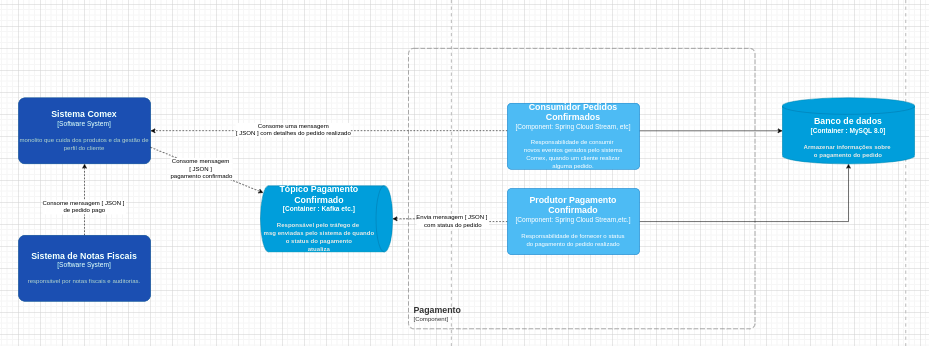 Sistema Comex
[Software System]
monolito que cuida dos produtos e da gestão de
perfil do cliente
Consome uma mensagem
[ JSON ] com detalhes do pedido realizado
Consumidor Pedidos
Confirmados
[Component: Spring Cloud Stream, etc]
Responsabilidade de consumir
novos eventos gerados pelo sistema
Comex, quando um cliente realizar
alguma pedido.
Banco de dados
[Container : MySQL 8.0]
Armazenar informações sobre
o pagamento do pedido
Consome mensagem
[ JSON ]
pagamento confirmado
Consome mensagem [ JSON ]
de pedido pago
Tópico Pagamento
Confirmado
[Container : Kafka etc.]
Responsável pelo tráfego de
msg enviadas pelo sistema de quando
o status do pagamento
atualiza
Envia mensagem [ JSON ]
com status do pedido
Produtor Pagamento
Confirmado
[Component: Spring Cloud Stream,etc.]
Responsabilidade de fornecer o status
de pagamento do pedido realizado
Sistema de Notas Fiscais
[Software System]
responsável por notas fiscais e auditorias.
Pagamento
[Component]